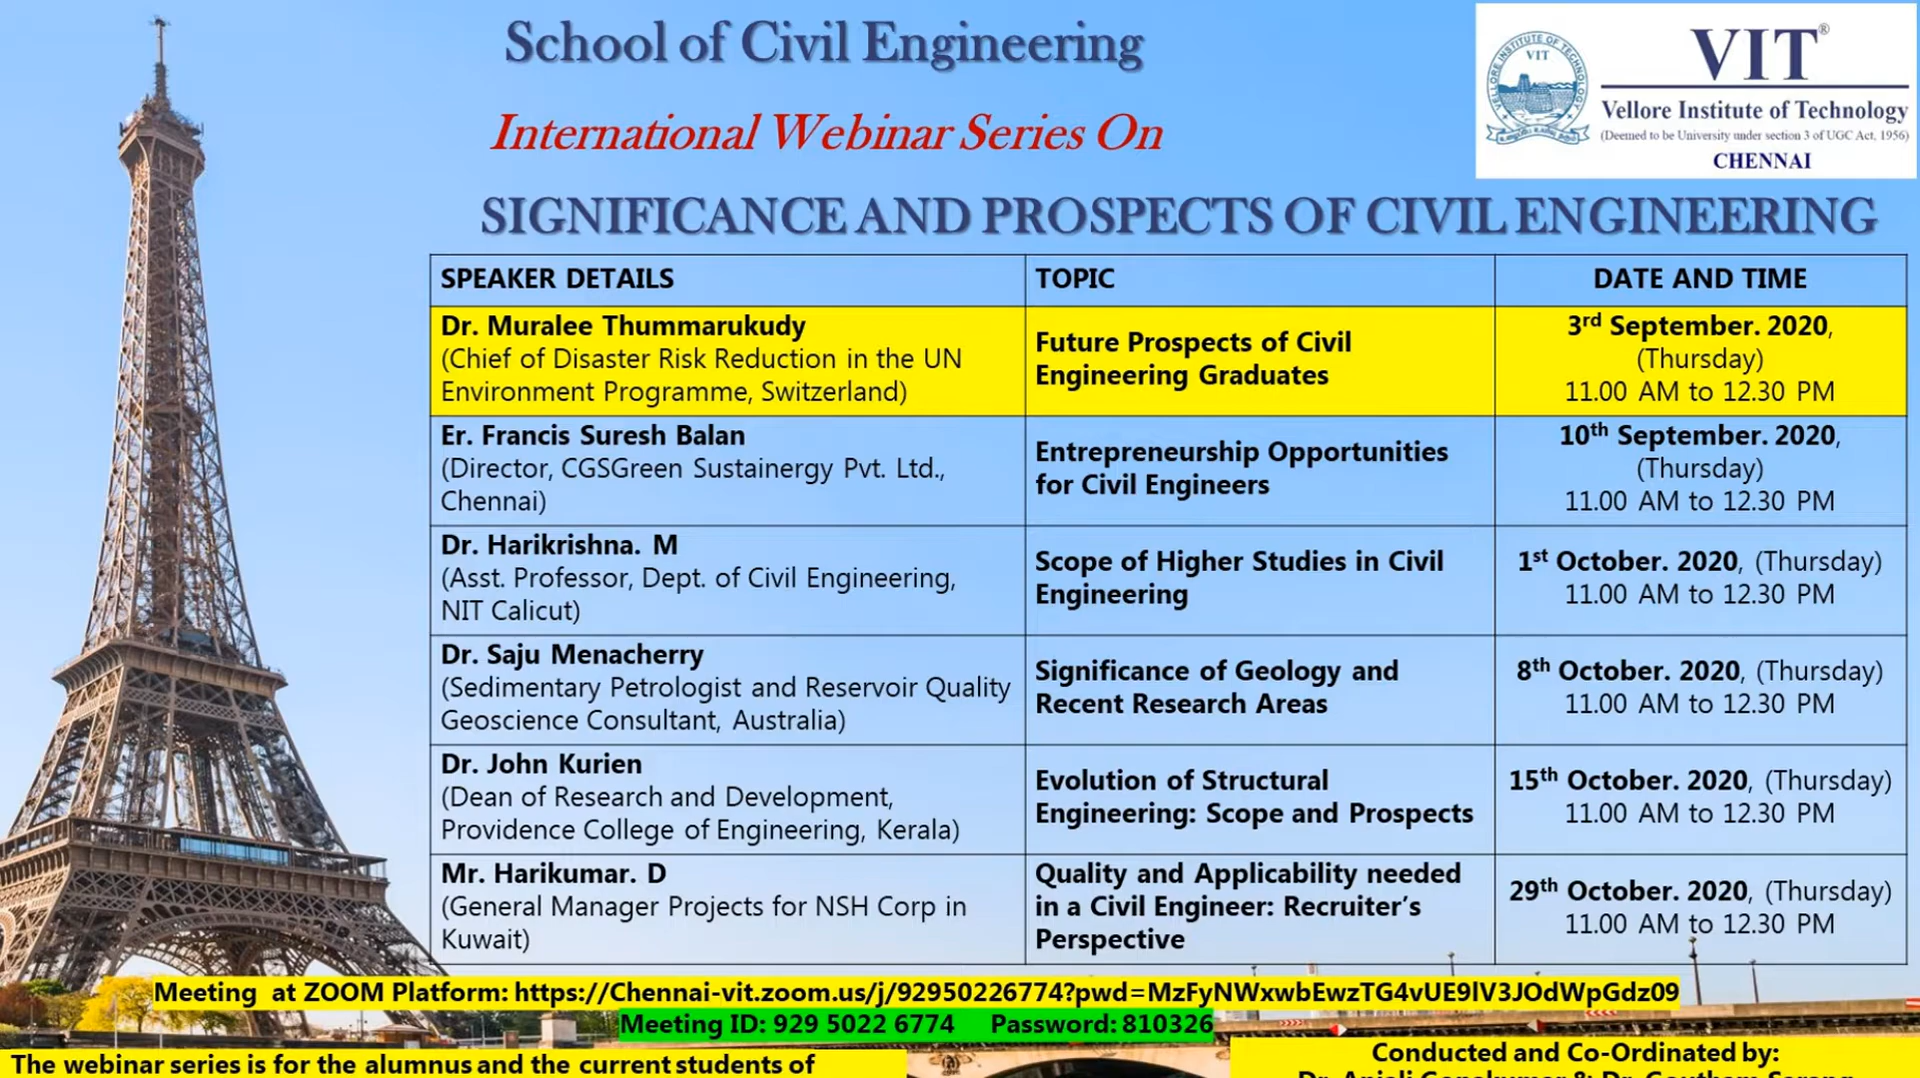 School of Civil Engineering
International Webinar Series On
VIT®
Vellore Institute of Technology
(Deemed to be University under section 3 of UGC Act, 1956)
CHENNAI
VELLORE INSTITUTE OF TECHNOLOGY
VIT
SIGNIFICANCE AND PROSPECTS OF CIVIL ENGINEERING
SPEAKER DETAILS
TOPIC
DATE AND TIME
Dr. Muralee Thummarukudy
(Chief of Disaster Risk Reduction in the UN
Environment Programme, Switzerland)
Future Prospects of Civil
Engineering Graduates
3rd September. 2020,
(Thursday)
11.00 AM to 12.30 PM
Er. Francis Suresh Balan
(Director, CGSGreen Sustainergy Pvt. Ltd.,
Chennai)
Entrepreneurship Opportunities
for Civil Engineers
10th September. 2020,
(Thursday)
11.00 AM to 12.30 PM
Dr. Harikrishna. M
(Asst. Professor, Dept. of Civil Engineering,
NIT Calicut)
Scope of Higher Studies in Civil
Engineering
1st October. 2020, (Thursday)
11.00 AM to 12.30 PM
Dr. Saju Menacherry
(Sedimentary Petrologist and Reservoir Quality
Geoscience Consultant, Australia)
Significance of Geology and
Recent Research Areas
8th October. 2020, (Thursday)
11.00 AM to 12.30 PM
Dr. John Kurien
(Dean of Research and Development,
Providence College of Engineering, Kerala)
Evolution of Structural
Engineering: Scope and Prospects
15th October. 2020, (Thursday)
11.00 AM to 12.30 PM
Mr. Harikumar. D
(General Manager Projects for NSH Corp in
Kuwait)
Quality and Applicability needed
in a Civil Engineer: Recruiter's
Perspective
29th October. 2020, (Thursday)
11.00 AM to 12.30 PM
Meeting at ZOOM Platform: https://Chennai-vit.zoom.us/j/92950226774?pwd=MzFyNWxwbEwzTG4vUE9lV3JOdWpGdz09
Meeting ID: 929 5022 6774 Password: 810326
The webinar series is for the alumnus and the current students of
Conducted and Co-Ordinated by:
Dr. Anjali Gopakumar & Dr. Goutham Sarang